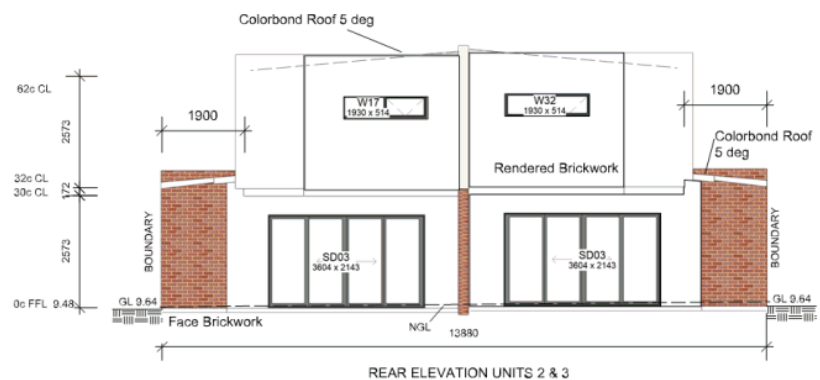 Colorbond Roof 5 deg
62c CL
W17
1930 x 514
W32
1930 x 514
1900
1900
Colorbond Roof
5 deg
2573
Rendered Brickwork
32c CL
172
30c CL
BOUNDARY
BOUNDARY
2573
SD03
3604 x 2143
SD03
3604 x 2143
0c FFL 9.48
GL 9.64
GL 9.64
Face Brickwork
NGL
13880
REAR ELEVATION UNITS 2 & 3